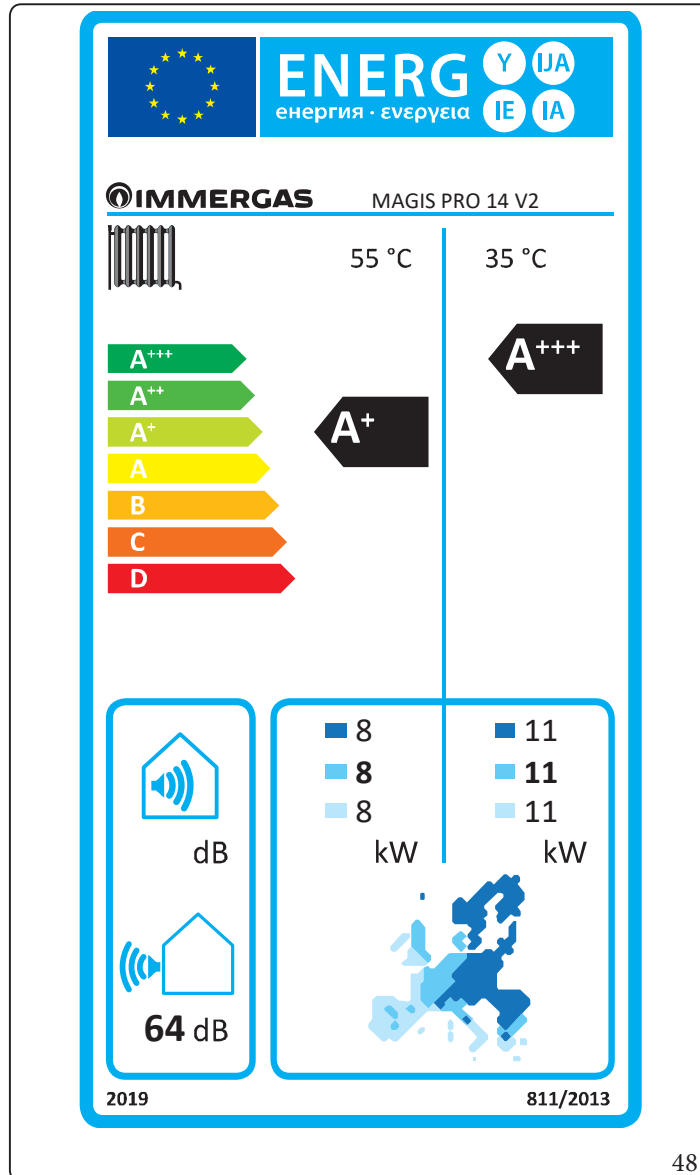 ENERG Y IJA
енергия · ενεργεια IE IA
IMMERGAS MAGIS PRO 14 V2
55 °C 35 °C
A+++
A+++
A++
A+
A+
A
B
C
D
8 11
8 11
8 11
dB kW kW
64 dB
2019 811/2013
48